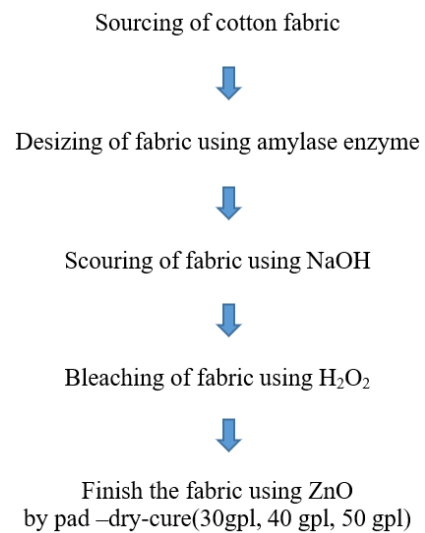 Sourcing of cotton fabric
Desizing of fabric using amylase enzyme
Scouring of fabric using NaOH
Bleaching of fabric using H₂O₂
Finish the fabric using ZnO
by pad –dry-cure(30gpl, 40 gpl, 50 gpl)